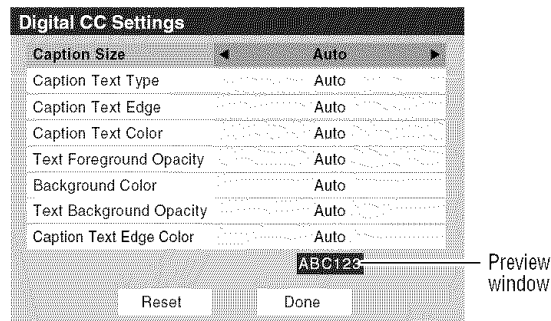 Digital CC Settings
Caption Size ◀ Auto ▶
Caption Text Type Auto
Caption Text Edge Auto
Caption Text Color Auto
Text Foreground Opacity Auto
Background Color Auto
Text Background Opacity Auto
Caption Text Edge Color Auto
ABC123
Preview
window
Reset Done